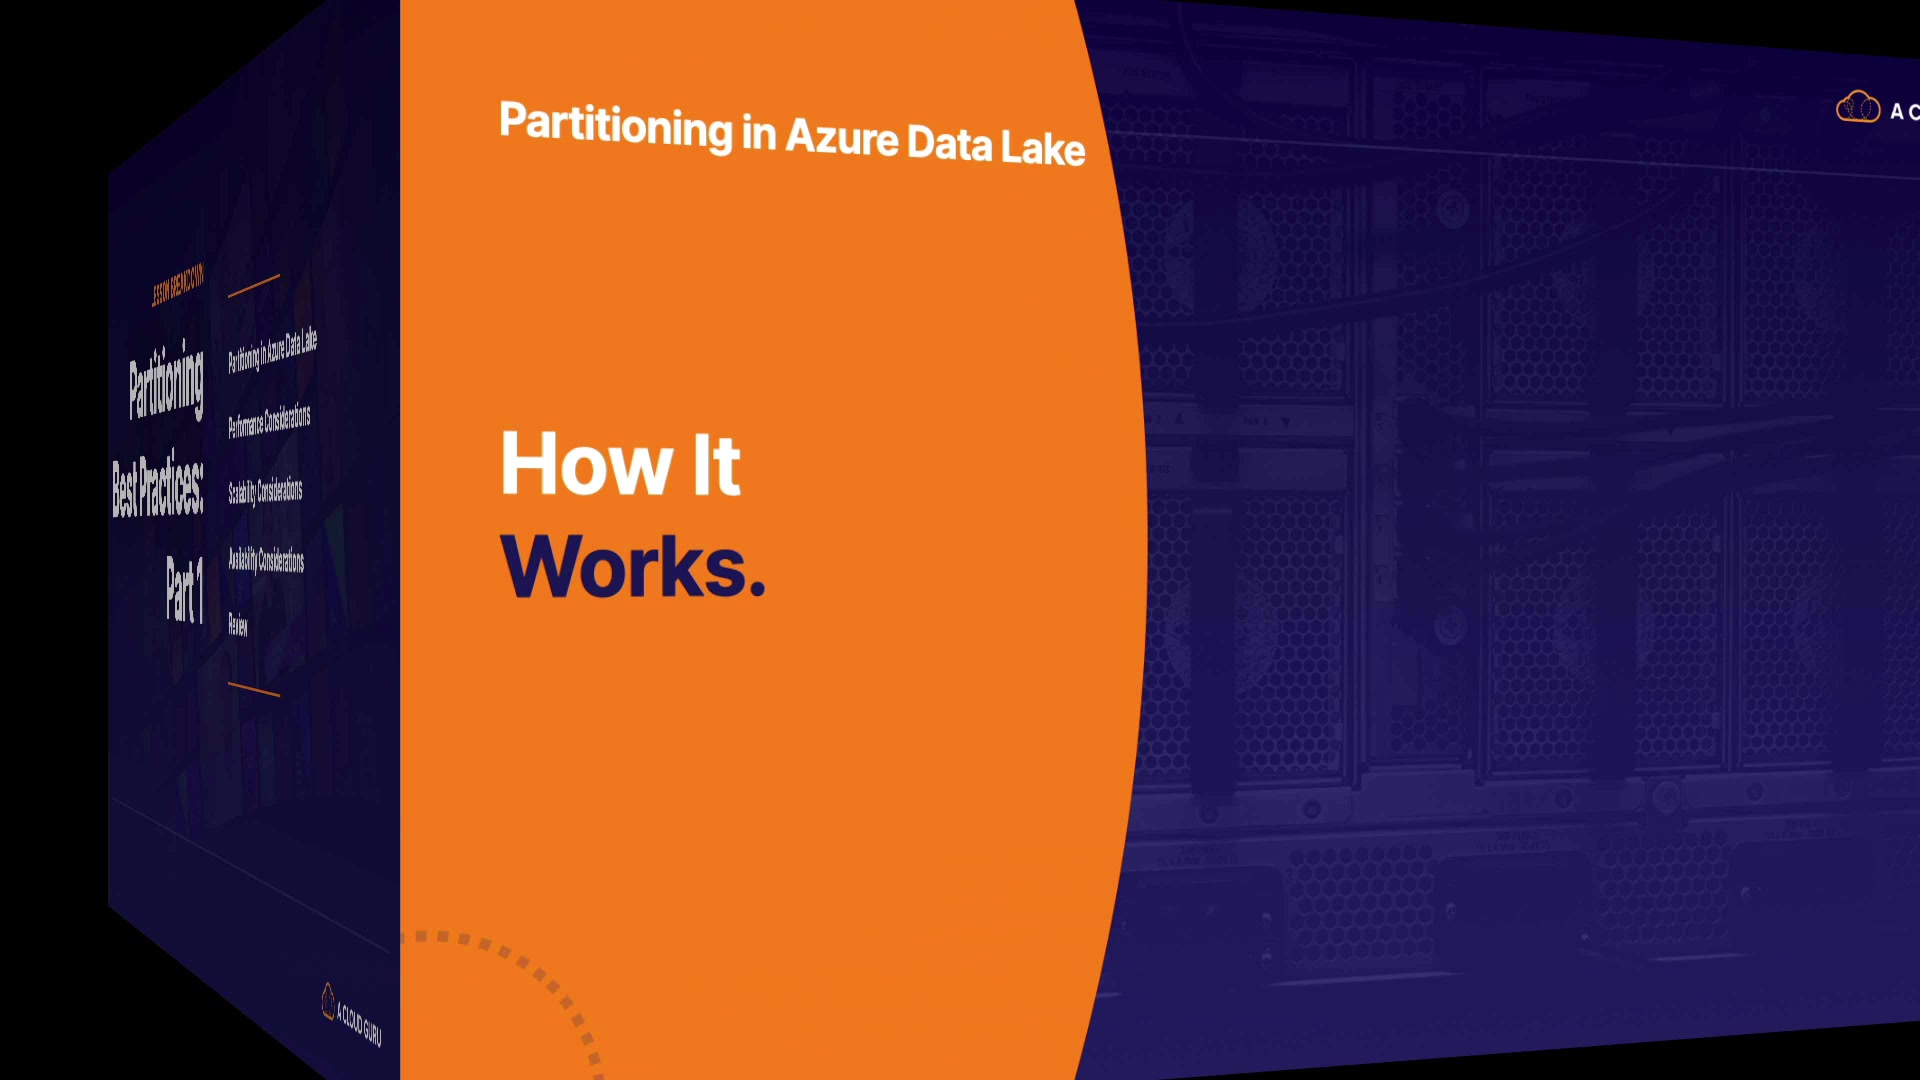 LESSON BREAKDOWN
Partitioning
Best Practices:
Part 1
Partitioning in Azure Data Lake
Performance Considerations
Scalability Considerations
Availability Considerations
Review
A CLOUD GURU
Partitioning in Azure Data Lake
How It
Works.
A C